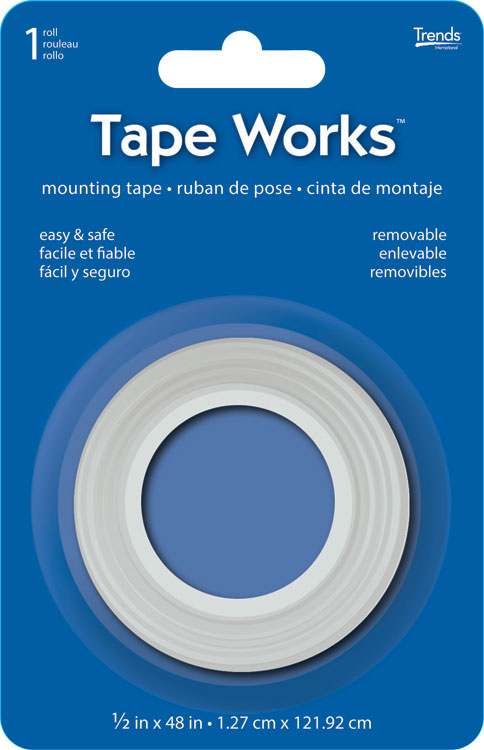 1 roll
rouleau
rollo
Trends
International
Tape Works™
mounting tape • ruban de pose • cinta de montaje
easy & safe
facile et fiable
fácil y seguro
removable
enlevable
removibles
½ in x 48 in • 1.27 cm x 121.92 cm